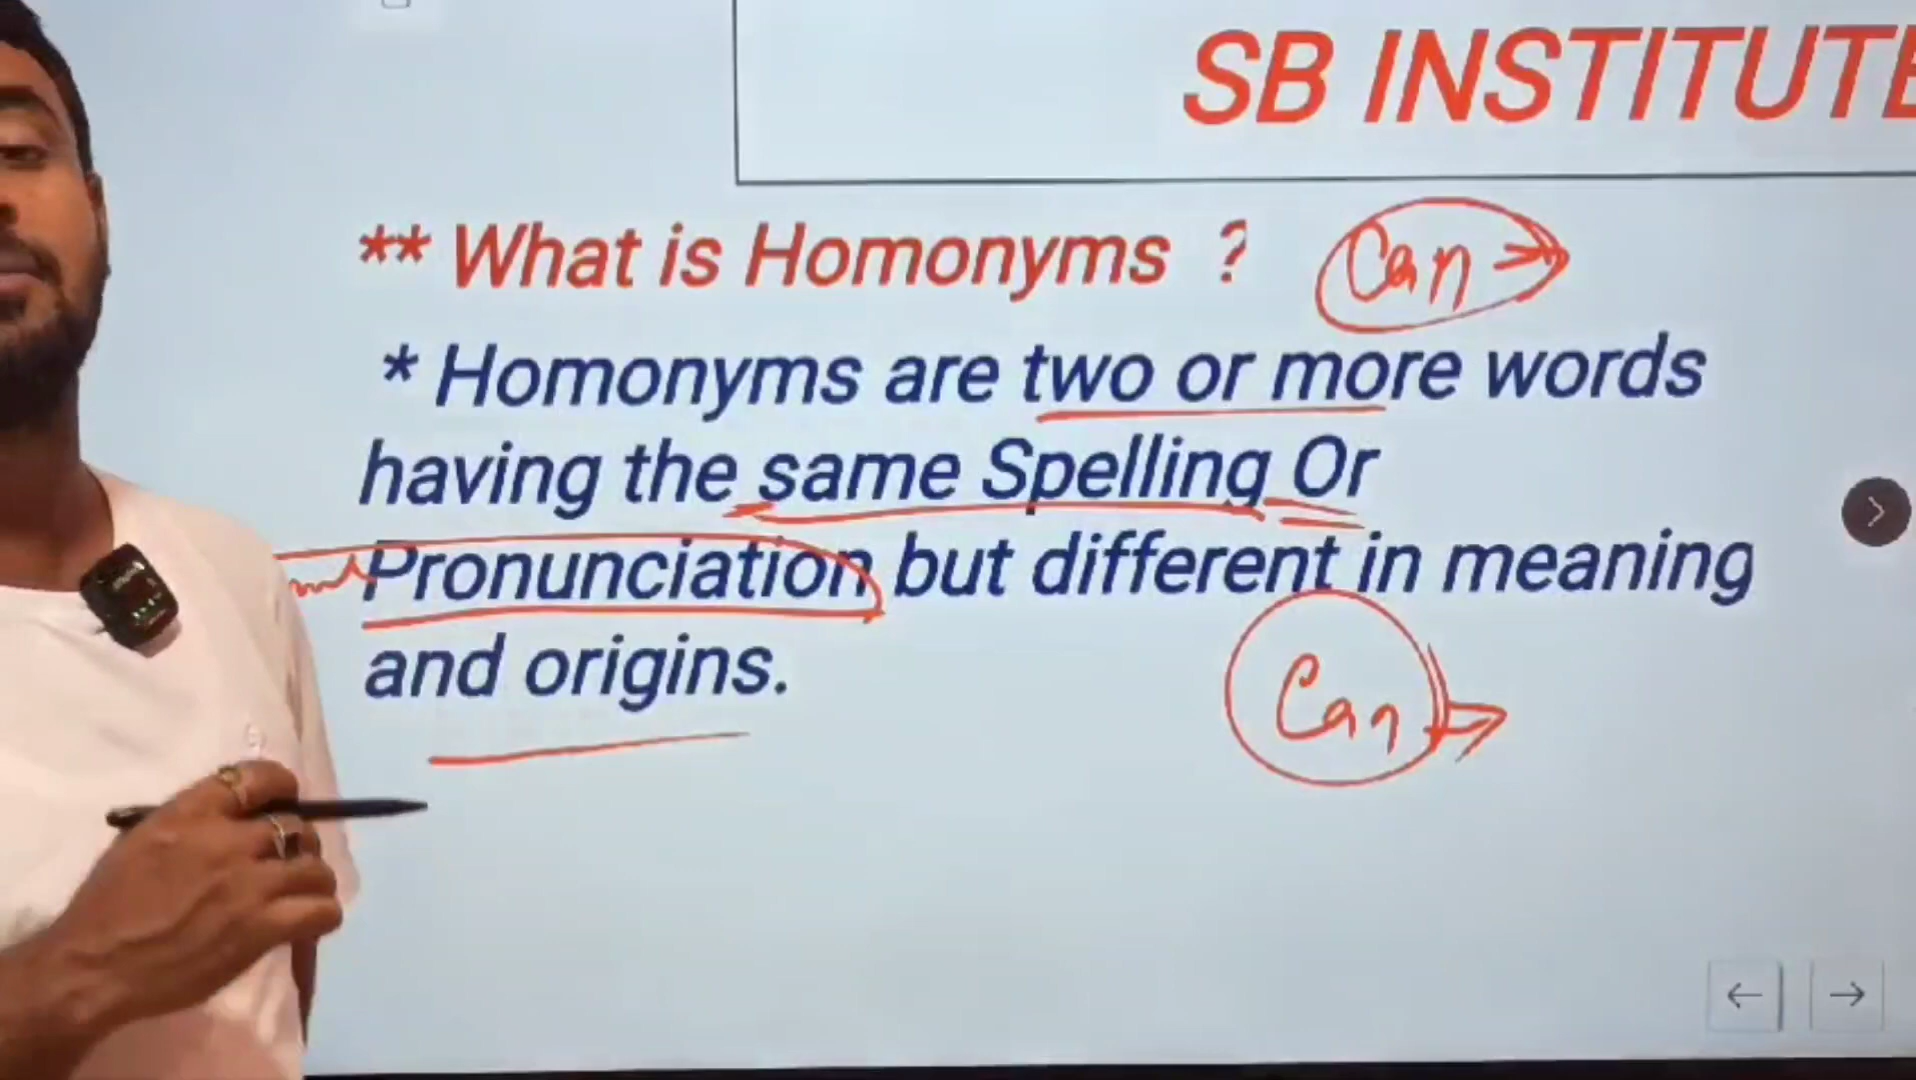 SB INSTITUTE
** What is Homonyms ? Can
* Homonyms are two or more words
having the same Spelling Or
Pronunciation but different in meaning
and origins.
Can